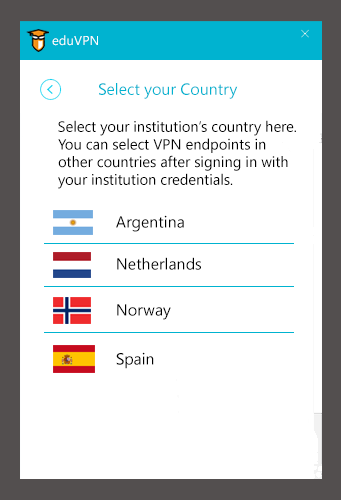 eduVPN
Select your Country
Select your institution's country here.
You can select VPN endpoints in
other countries after signing in with
your institution credentials.
Argentina
Netherlands
Norway
Spain